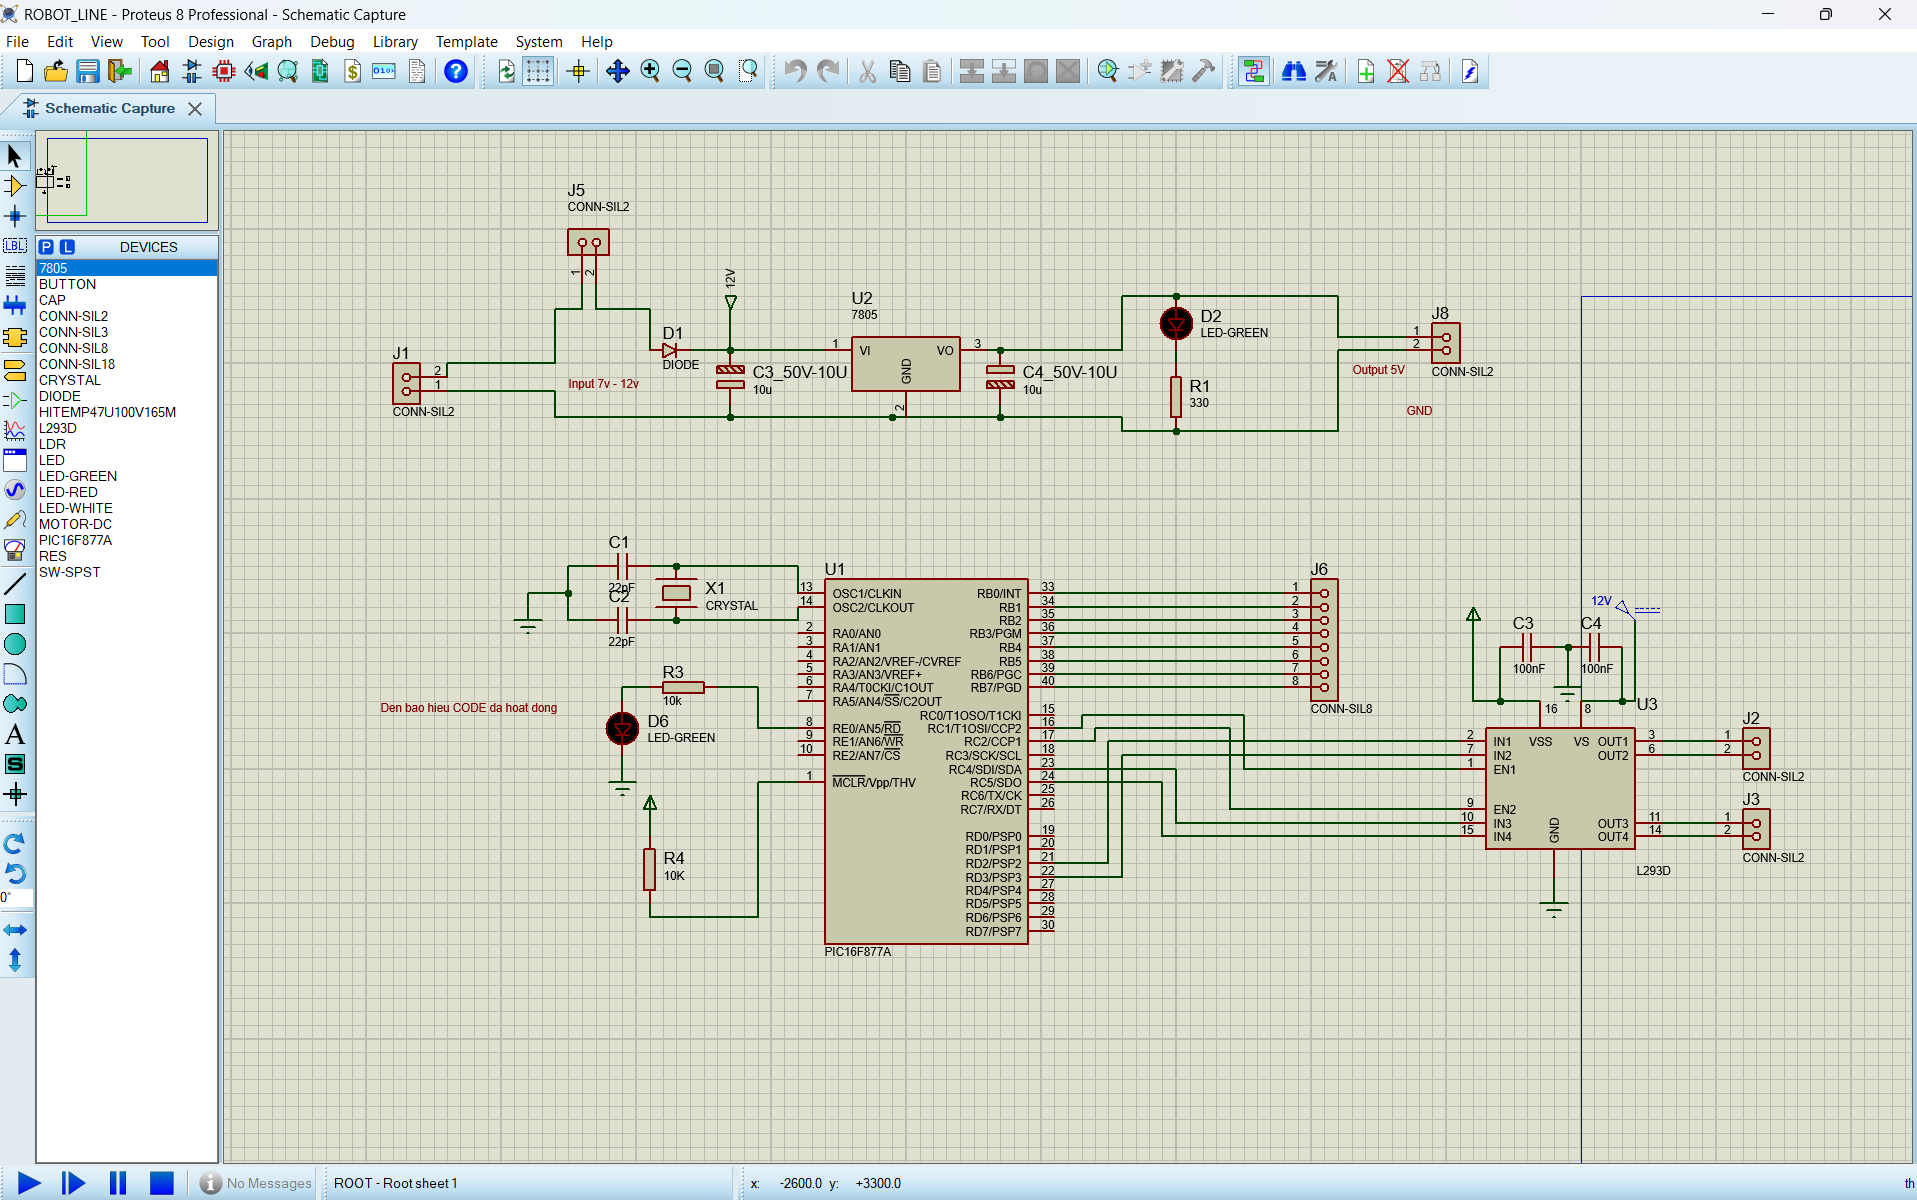 ROBOT_LINE - Proteus 8 Professional - Schematic Capture
File Edit View Tool Design Graph Debug Library Template System Help
Schematic Capture
P L DEVICES
7805
BUTTON
CAP
CONN-SIL2
CONN-SIL3
CONN-SIL8
CONN-SIL18
CRYSTAL
DIODE
HITEMP47U100V165M
L293D
LDR
LED
LED-GREEN
LED-RED
LED-WHITE
MOTOR-DC
PIC16F877A
RES
SW-SPST
LBL
A
S
0°
J5
CONN-SIL2
1
2
J1
2
1
CONN-SIL2
Input 7v - 12v
D1
DIODE
12V
C3_50V-10U
10u
U2
7805
1 VI VO 3
GND
2
C4_50V-10U
10u
D2
LED-GREEN
R1
330
J8
1
2
CONN-SIL2
Output 5V
GND
C1
22pF
C2
22pF
X1
CRYSTAL
Den bao hieu CODE da hoat dong
R3
10k
D6
LED-GREEN
R4
10K
U1
13 OSC1/CLKIN
14 OSC2/CLKOUT
2 RA0/AN0
3 RA1/AN1
4 RA2/AN2/VREF-/CVREF
5 RA3/AN3/VREF+
6 RA4/T0CKI/C1OUT
7 RA5/AN4/SS/C2OUT
8 RE0/AN5/RD
9 RE1/AN6/WR
10 RE2/AN7/CS
1 MCLR/Vpp/THV
RB0/INT 33
RB1 34
RB2 35
RB3/PGM 36
RB4 37
RB5 38
RB6/PGC 39
RB7/PGD 40
RC0/T1OSO/T1CKI 15
RC1/T1OSI/CCP2 16
RC2/CCP1 17
RC3/SCK/SCL 18
RC4/SDI/SDA 23
RC5/SDO 24
RC6/TX/CK 25
RC7/RX/DT 26
RD0/PSP0 19
RD1/PSP1 20
RD2/PSP2 21
RD3/PSP3 22
RD4/PSP4 27
RD5/PSP5 28
RD6/PSP6 29
RD7/PSP7 30
PIC16F877A
J6
1
2
3
4
5
6
7
8
CONN-SIL8
12V
C3
100nF
C4
100nF
16 8
U3
2 IN1 VSS VS OUT1 3
7 IN2 OUT2 6
1 EN1
9 EN2
10 IN3 OUT3 11
15 IN4 OUT4 14
GND
L293D
J2
1
2
CONN-SIL2
J3
1
2
CONN-SIL2
No Messages ROOT - Root sheet 1 x: -2600.0 y: +3300.0 th